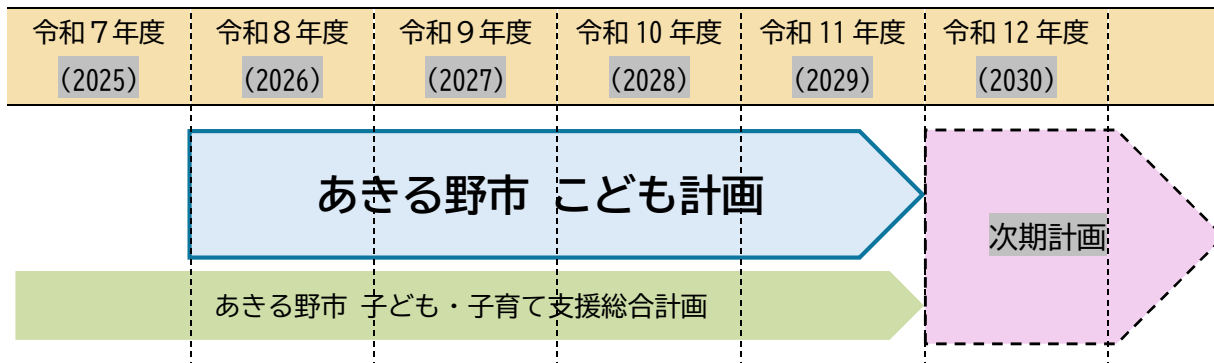 令和７年度 令和８年度 令和９年度 令和 10 年度 令和 11 年度 令和 12 年度
(2025) (2026) (2027) (2028) (2029) (2030)
あきる野市 こども計画
次期計画
あきる野市 子ども・子育て支援総合計画